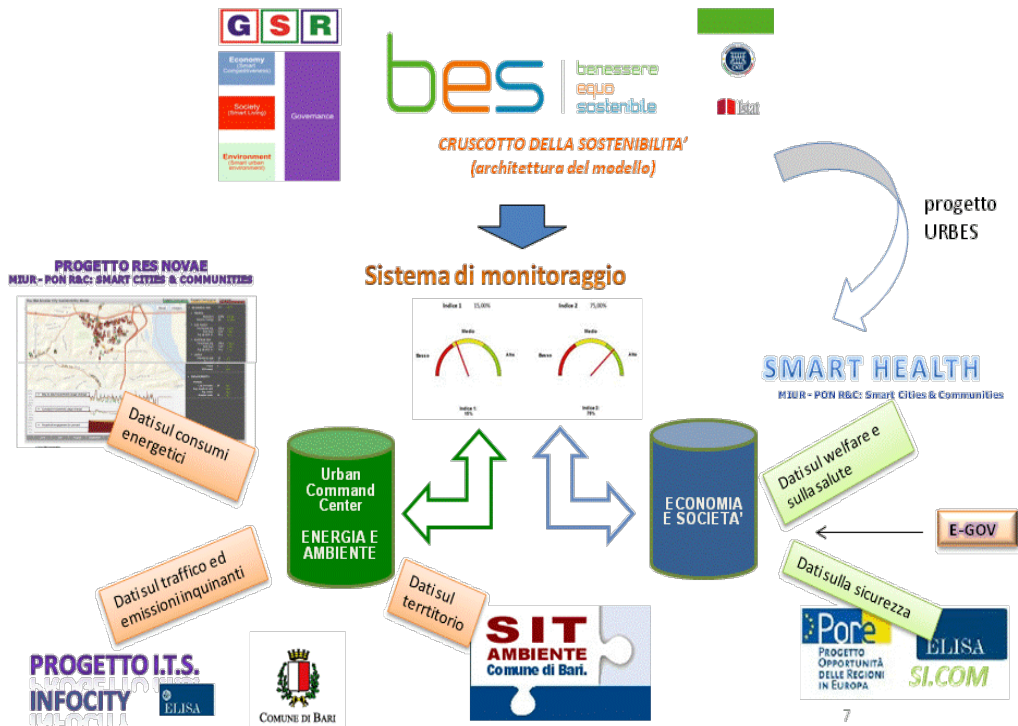 G S R
Economy
(Smart
Competitiveness)
Society
(Smart Living)
Environment
(Smart urban
environment)
Governance
bes
benessere
equo
sostenibile
Istat
CRUSCOTTO DELLA SOSTENIBILITA'
(architettura del modello)
progetto
URBES
PROGETTO RES NOVAE
MIUR - PON R&C: SMART CITIES & COMMUNITIES
Sistema di monitoraggio
Indice 1 15,00%
Indice 2 75,00%
Medio
Medio
Basso
Alto
SMART HEALTH
MIUR - PON R&C: Smart Cities & Communities
Dati sul consumi
energetici
Urban
Command
Center
ENERGIA E
AMBIENTE
ECONOMIA
E SOCIETA'
Dati sul welfare e
sulla salute
E-GOV
Dati sul traffico ed
emissioni inquinanti
Dati sul
terrtitorio
Dati sulla sicurezza
PROGETTO I.T.S.
INFOCITY
ELISA
COMUNE DI BARI
SIT
AMBIENTE
Comune di Bari.
Pore
PROGETTO
OPPORTUNITÀ
DELLE REGIONI
IN EUROPA
ELISA
SI.COM
7